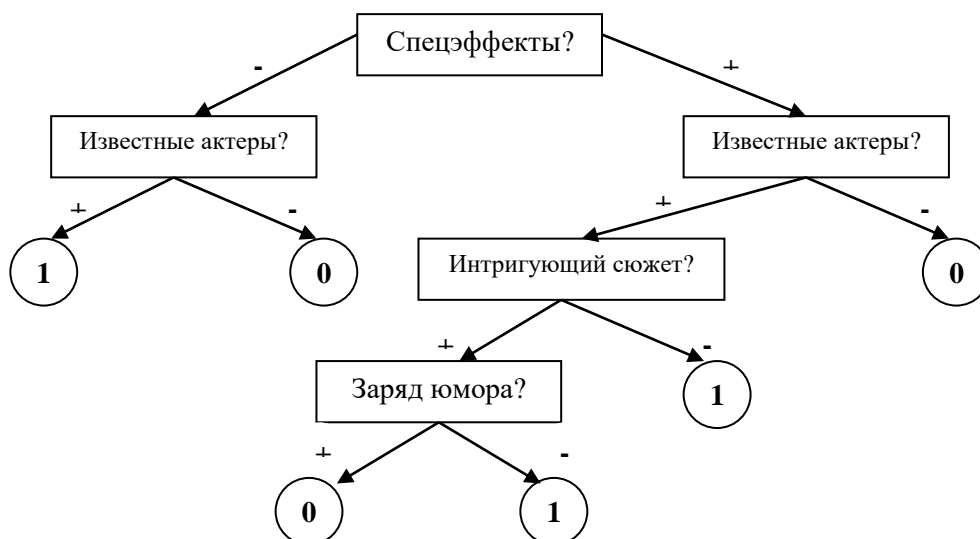 Спецэффекты?
- +
Известные актеры? Известные актеры?
+ - + -
1 0 Интригующий сюжет? 0
+ -
Заряд юмора? 1
+ -
0 1